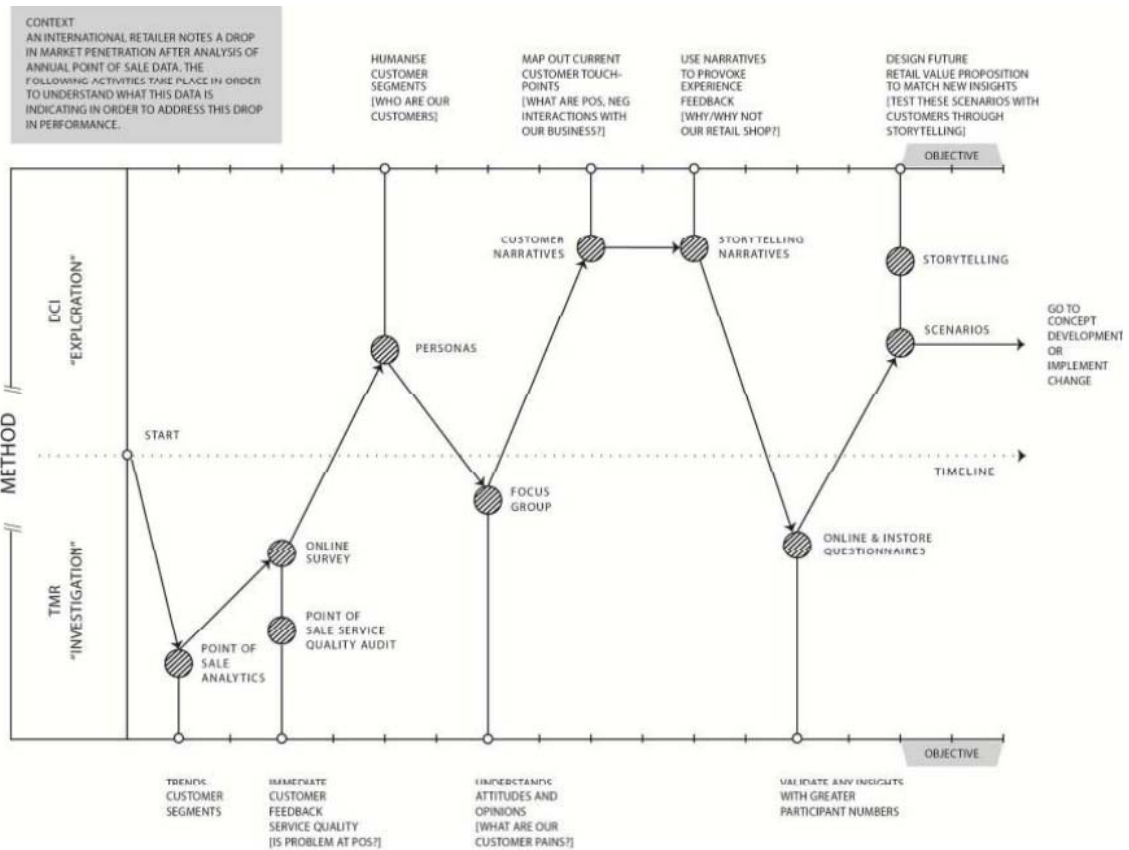 CONTEXT
AN INTERNATIONAL RETAILER NOTES A DROP
IN MARKET PENETRATION AFTER ANALYSIS OF
ANNUAL POINT OF SALE DATA. THE
FOLLOWING ACTIVITIES TAKE PLACE IN ORDER
TO UNDERSTAND WHAT THIS DATA IS
INDICATING IN ORDER TO ADDRESS THIS DROP
IN PERFORMANCE.
HUMANISE
CUSTOMER
SEGMENTS
[WHO ARE OUR
CUSTOMERS]
MAP OUT CURRENT
CUSTOMER TOUCH-
POINTS
[WHAT ARE POS, NEG
INTERACTIONS WITH
OUR BUSINESS?]
USE NARRATIVES
TO PROVOKE
EXPERIENCE
FEEDBACK
[WHY/WHY NOT
OUR RETAIL SHOP?]
DESIGN FUTURE
RETAIL VALUE PROPOSITION
TO MATCH NEW INSIGHTS
[TEST THESE SCENARIOS WITH
CUSTOMERS THROUGH
STORYTELLING]
OBJECTIVE
METHOD
DCI
"EXPLORATION"
TMR
"INVESTIGATION"
CUSTOMER
NARRATIVES
STORYTELLING
NARRATIVES
STORYTELLING
SCENARIOS
PERSONAS
GO TO
CONCEPT
DEVELOPMENT
OR
IMPLEMENT
CHANGE
START
TIMELINE
FOCUS
GROUP
ONLINE & INSTORE
QUESTIONNAIRES
ONLINE
SURVEY
POINT OF
SALE SERVICE
QUALITY AUDIT
POINT OF
SALE
ANALYTICS
OBJECTIVE
TRENDS
CUSTOMER
SEGMENTS
IMMEDIATE
CUSTOMER
FEEDBACK
SERVICE QUALITY
[IS PROBLEM AT POS?]
UNDERSTANDS
ATTITUDES AND
OPINIONS
[WHAT ARE OUR
CUSTOMER PAINS?]
VALIDATE ANY INSIGHTS
WITH GREATER
PARTICIPANT NUMBERS